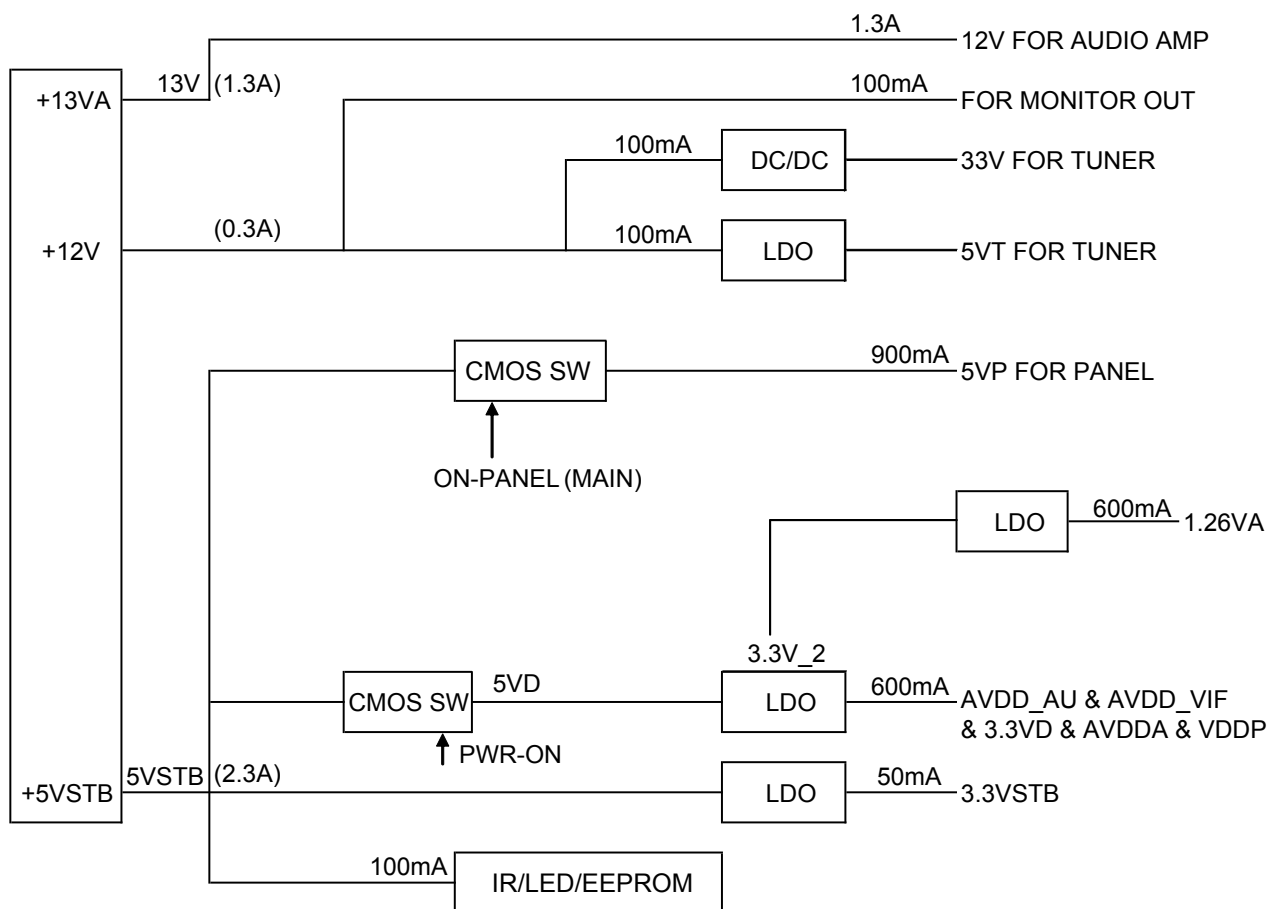 1.3A
12V FOR AUDIO AMP
+13VA
13V
(1.3A)
100mA
FOR MONITOR OUT
100mA
DC/DC
33V FOR TUNER
+12V
(0.3A)
100mA
LDO
5VT FOR TUNER
CMOS SW
900mA
5VP FOR PANEL
ON-PANEL (MAIN)
LDO
600mA
1.26VA
3.3V_2
CMOS SW
5VD
LDO
600mA
AVDD_AU & AVDD_VIF
& 3.3VD & AVDDA & VDDP
PWR-ON
+5VSTB
5VSTB
(2.3A)
LDO
50mA
3.3VSTB
100mA
IR/LED/EEPROM